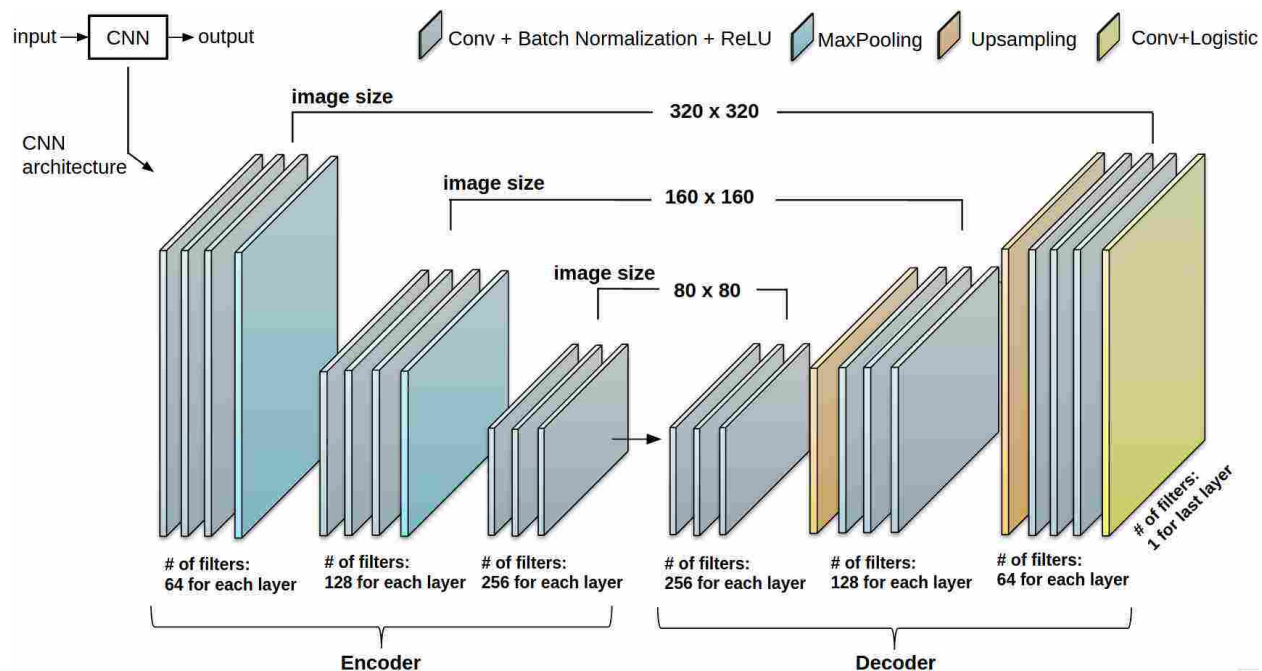 input
CNN
output
Conv + Batch Normalization + ReLU
MaxPooling
Upsampling
Conv+Logistic
image size
320 x 320
CNN
architecture
image size
160 x 160
image size
80 x 80
# of filters:
64 for each layer
# of filters:
128 for each layer
# of filters:
256 for each layer
# of filters:
256 for each layer
# of filters:
128 for each layer
# of filters:
64 for each layer
# of filters:
1 for last layer
Encoder
Decoder